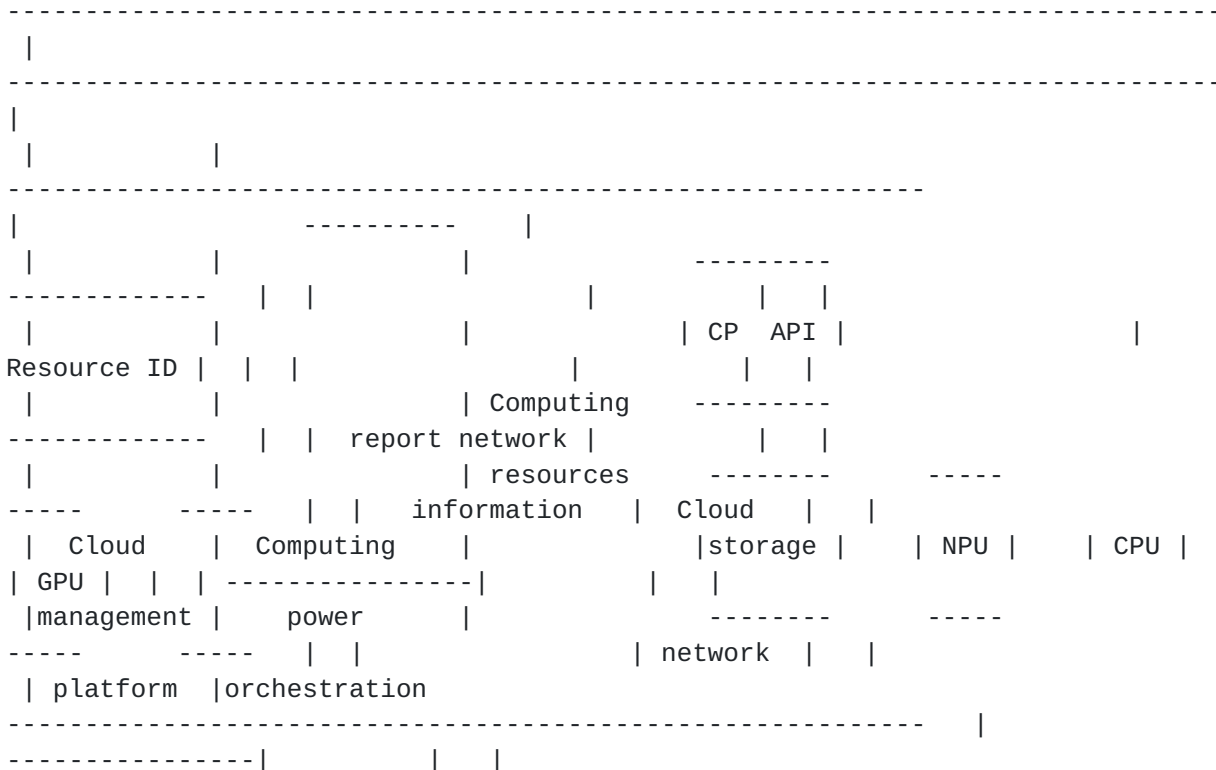 ------------------------------------------------------------------------------
|
------------------------------------------------------------------------------
|
| |
-----------------------------------------------------------
| ---------- |
| | | ---------
------------- | | | | |
| | | | CP API | |
Resource ID | | | | | |
| | | Computing ---------
------------- | | report network | | |
| | | resources -------- -----
----- ----- | | information | Cloud | |
| Cloud | Computing | |storage | | NPU | | CPU |
| GPU | | | ----------------| | |
|management | power | -------- -----
----- ----- | | | network | |
| platform |orchestration
----------------------------------------------------------- |
----------------| | |